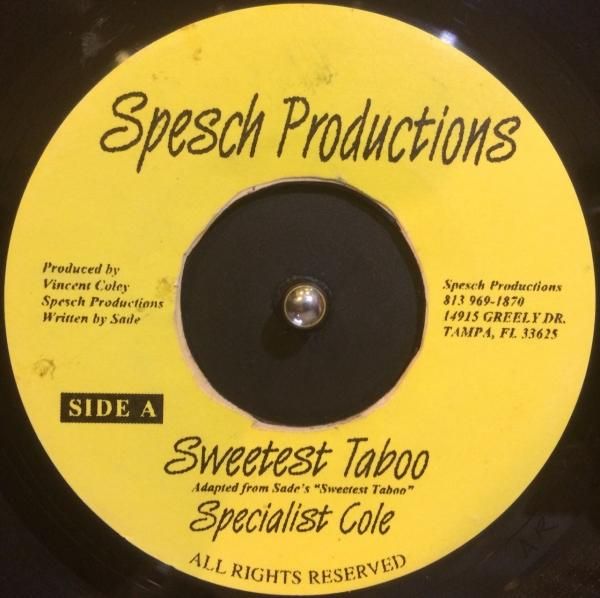 Spesch Productions
Produced by
Vincent Coley
Spesch Productions
Written by Sade
Spesch Productions
813 969-1870
14915 GREELY DR.
TAMPA, FL 33625
SIDE A
Sweetest Taboo
Adapted from Sade's "Sweetest Taboo"
Specialist Cole
ALL RIGHTS RESERVED
AR